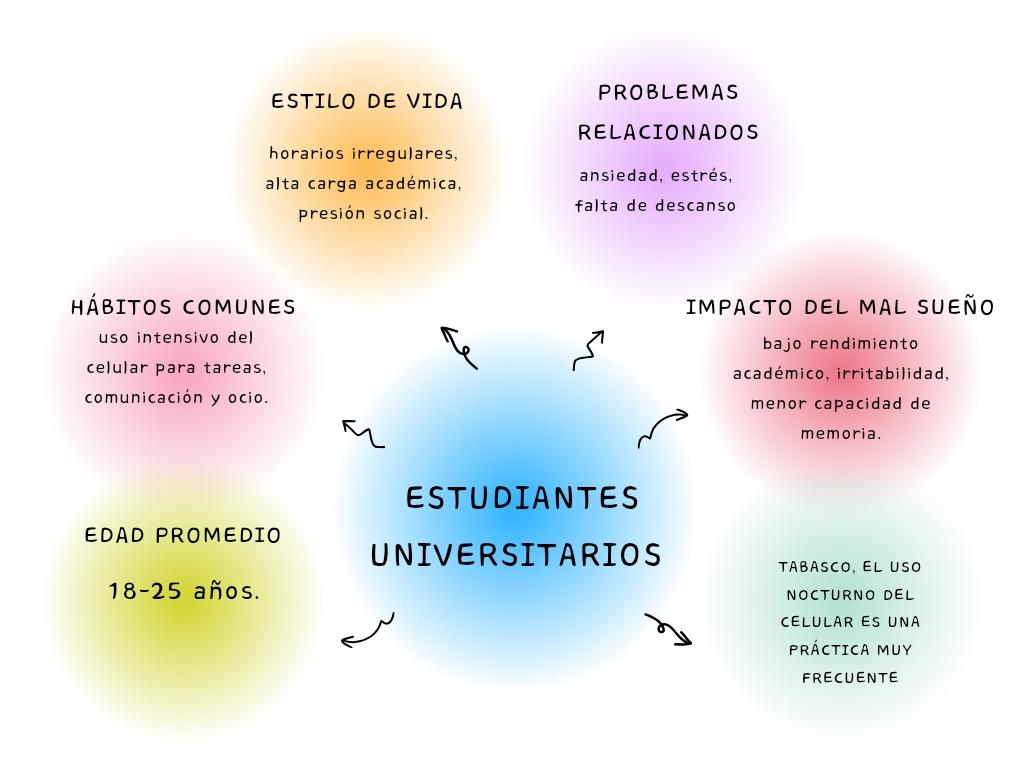 ESTILO DE VIDA
horarios irregulares,
alta carga académica,
presión social.
PROBLEMAS
RELACIONADOS
ansiedad, estrés,
falta de descanso
HÁBITOS COMUNES
uso intensivo del
celular para tareas,
comunicación y ocio.
IMPACTO DEL MAL SUEÑO
bajo rendimiento
académico, irritabilidad,
menor capacidad de
memoria.
ESTUDIANTES
UNIVERSITARIOS
EDAD PROMEDIO
18-25 años.
TABASCO, EL USO
NOCTURNO DEL
CELULAR ES UNA
PRÁCTICA MUY
FRECUENTE